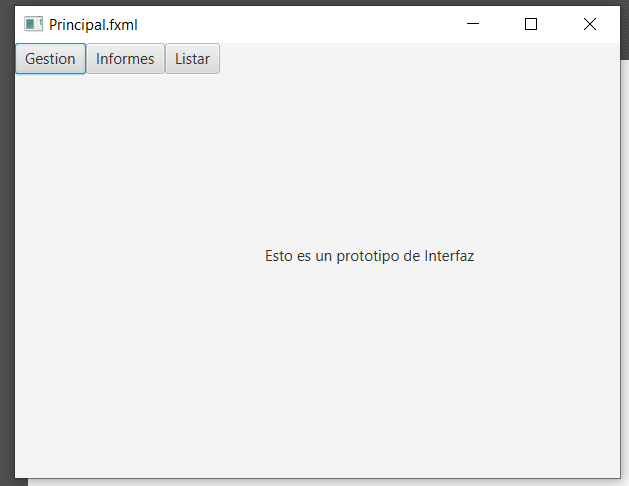 Principal.fxml
Gestion Informes Listar
Esto es un prototipo de Interfaz